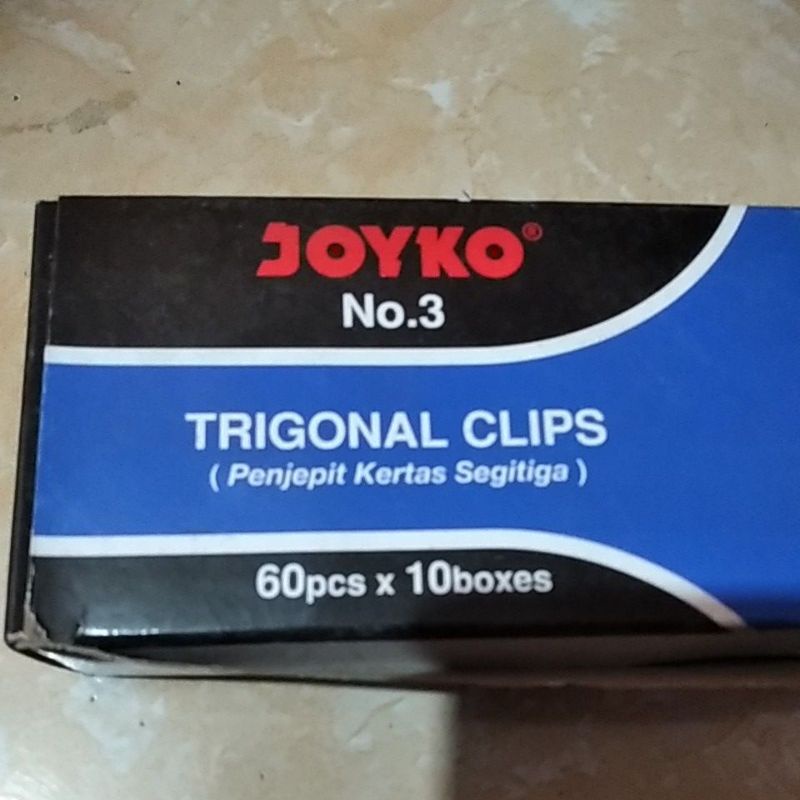 JOYKO®
No.3
TRIGONAL CLIPS
( Penjepit Kertas Segitiga )
60pcs x 10boxes